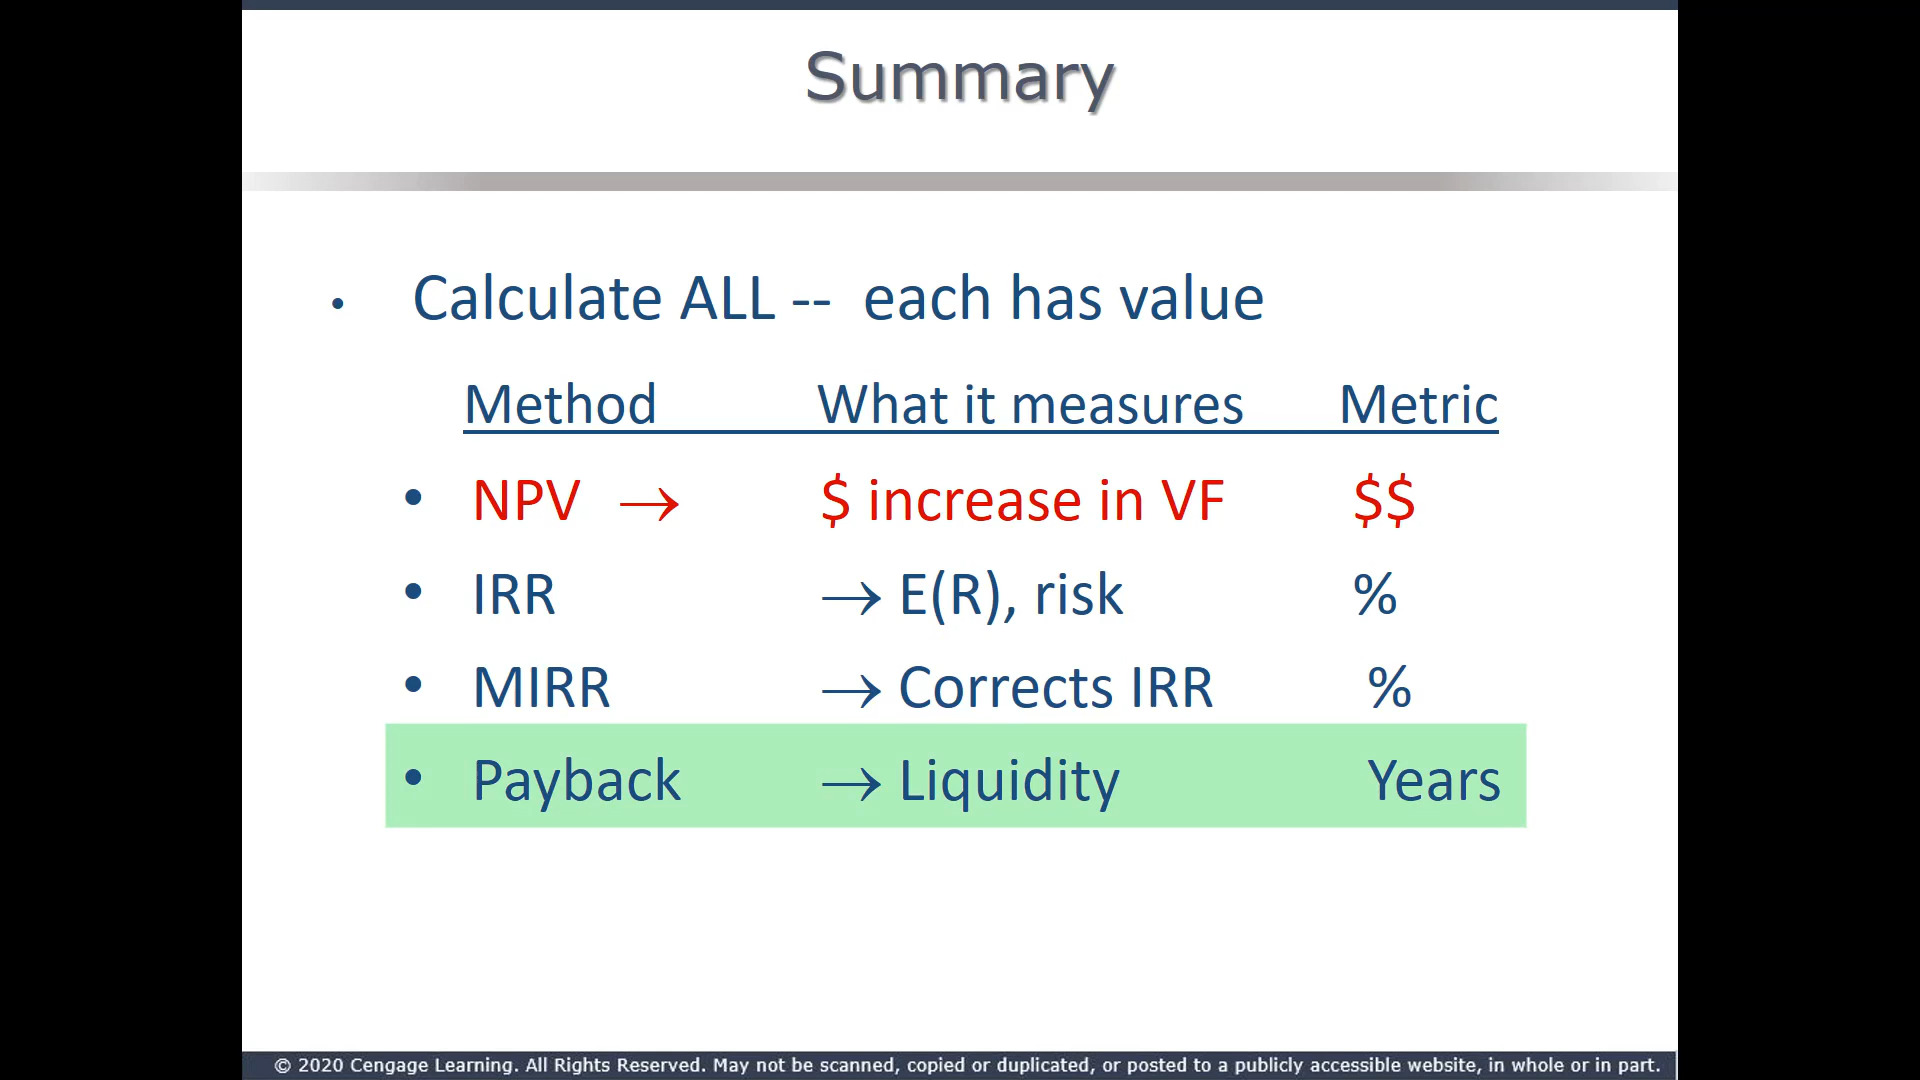 Summary
• Calculate ALL -- each has value
Method What it measures Metric
• NPV → $ increase in VF $$
• IRR → E(R), risk %
• MIRR → Corrects IRR %
• Payback → Liquidity Years
© 2020 Cengage Learning. All Rights Reserved. May not be scanned, copied or duplicated, or posted to a publicly accessible website, in whole or in part.